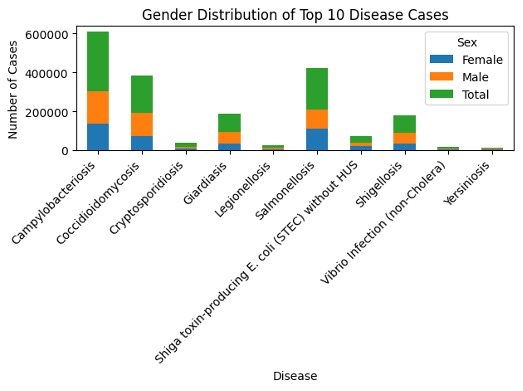 Gender Distribution of Top 10 Disease Cases
Number of Cases
600000
400000
200000
0
Sex
Female
Male
Total
Campylobacteriosis
Coccidioidomycosis
Cryptosporidiosis
Giardiasis
Legionellosis
Salmonellosis
Shiga toxin-producing E. coli (STEC) without HUS
Shigellosis
Vibrio Infection (non-Cholera)
Yersiniosis
Disease